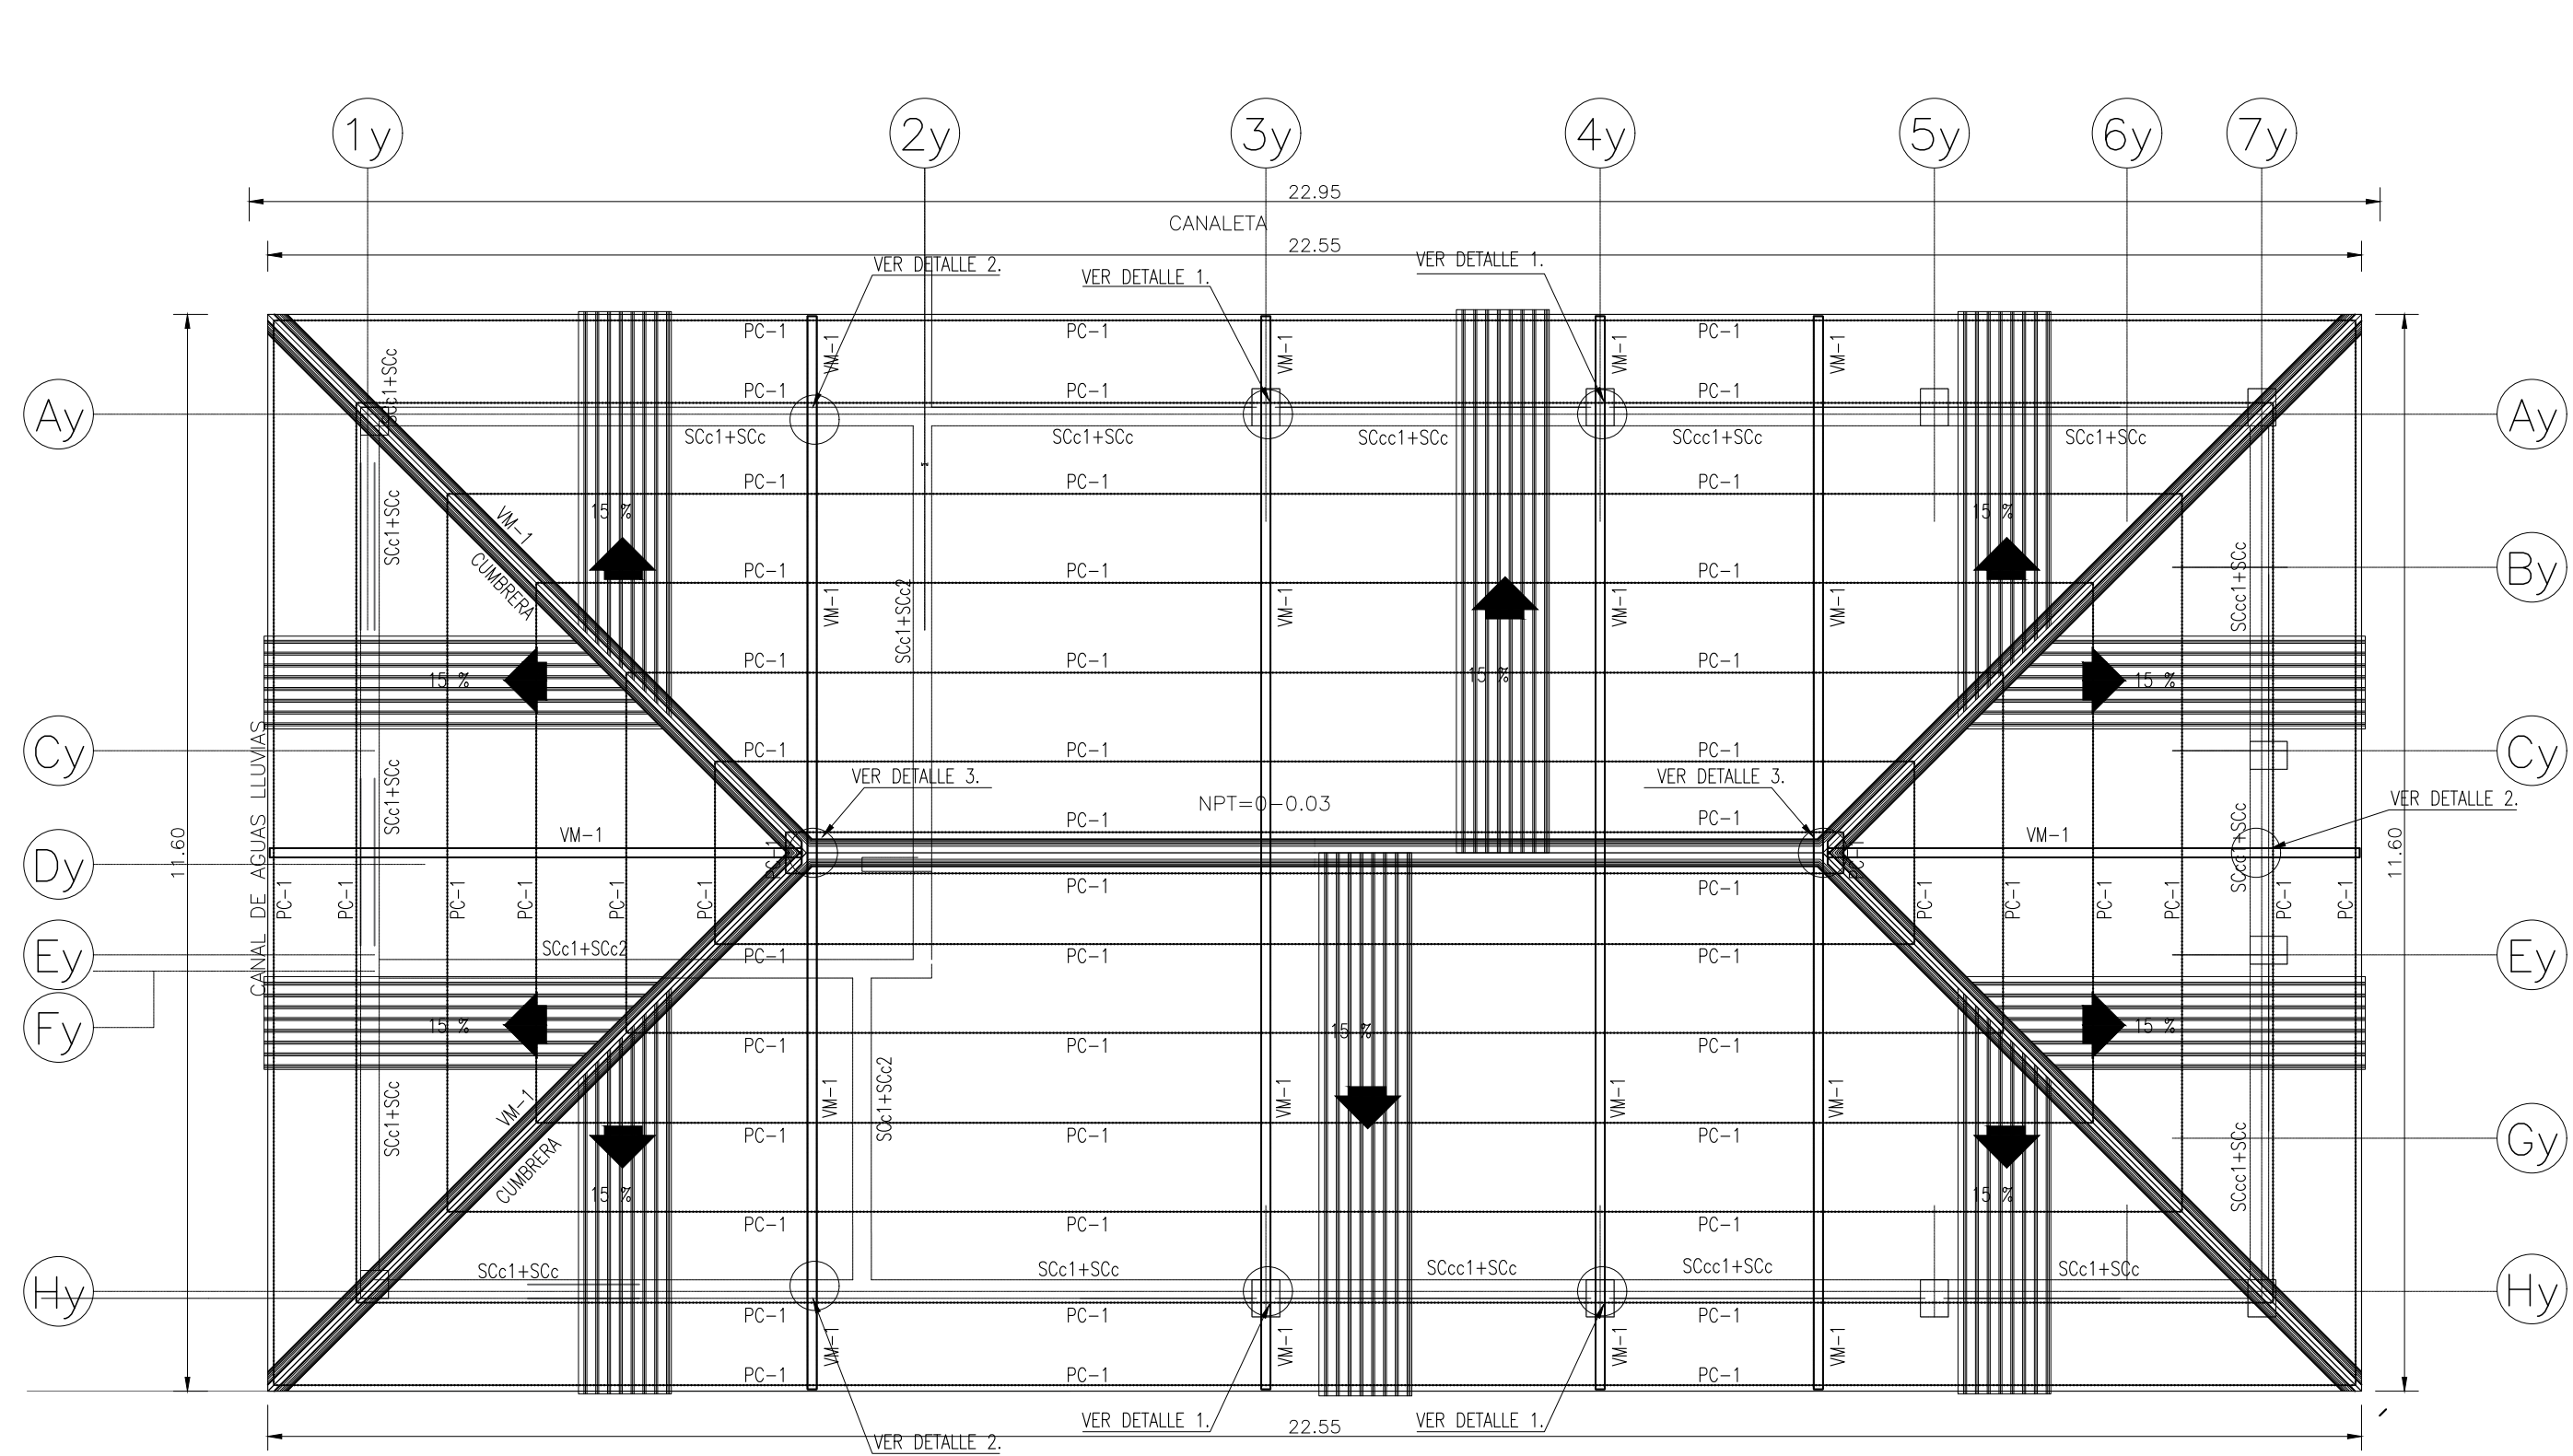 1y 2y 3y 4y 5y 6y 7y
22.95
CANALETA
22.55
VER DETALLE 2. VER DETALLE 1. VER DETALLE 1.
PC-1 PC-1 PC-1
VM-1 VM-1 VM-1 VM-1
SCc1+SCc
PC-1 PC-1 PC-1
Ay Ay
SCc1+SCc SCc1+SCc SCcc1+SCc SCcc1+SCc SCc1+SCc
PC-1 PC-1 PC-1
15 % 15 %
VM-1
SCc1+SCc
CUMBRERA
PC-1 PC-1 PC-1
By
SCcc1+SCc
VM-1 VM-1 VM-1 VM-1
SCc1+SCc2
PC-1 PC-1 PC-1
15 % 15 % 15 %
Cy PC-1 PC-1 PC-1 Cy
VER DETALLE 3. VER DETALLE 3.
SCc1+SCc
NPT=0-0.03
VER DETALLE 2.
PC-1 PC-1
CANAL DE AGUAS LLUVIAS
11.60
VM-1 VM-1
SCcc1+SCc
11.60
Dy
PC-1
PC-1 PC-1 PC-1
PC-1 PC-1 PC-1 PC-1 PC-1 PC-1
PC-1 PC-1 PC-1 PC-1 PC-1 PC-1
Ey SCc1+SCc2 PC-1 PC-1 PC-1 Ey
Fy
15 % 15 % 15 %
PC-1 PC-1 PC-1
VM-1
VM-1 VM-1 VM-1 VM-1
SCc1+SCc
SCc1+SCc2
PC-1 PC-1 PC-1
Gy
CUMBRERA
SCcc1+SCc
15 % 15 %
PC-1 PC-1 PC-1
SCc1+SCc SCc1+SCc SCcc1+SCc SCcc1+SCc SCc1+SCc
Hy Hy
PC-1 PC-1 PC-1
VM-1 VM-1 VM-1 VM-1
PC-1 PC-1 PC-1
VER DETALLE 1. VER DETALLE 1.
22.55
VER DETALLE 2.